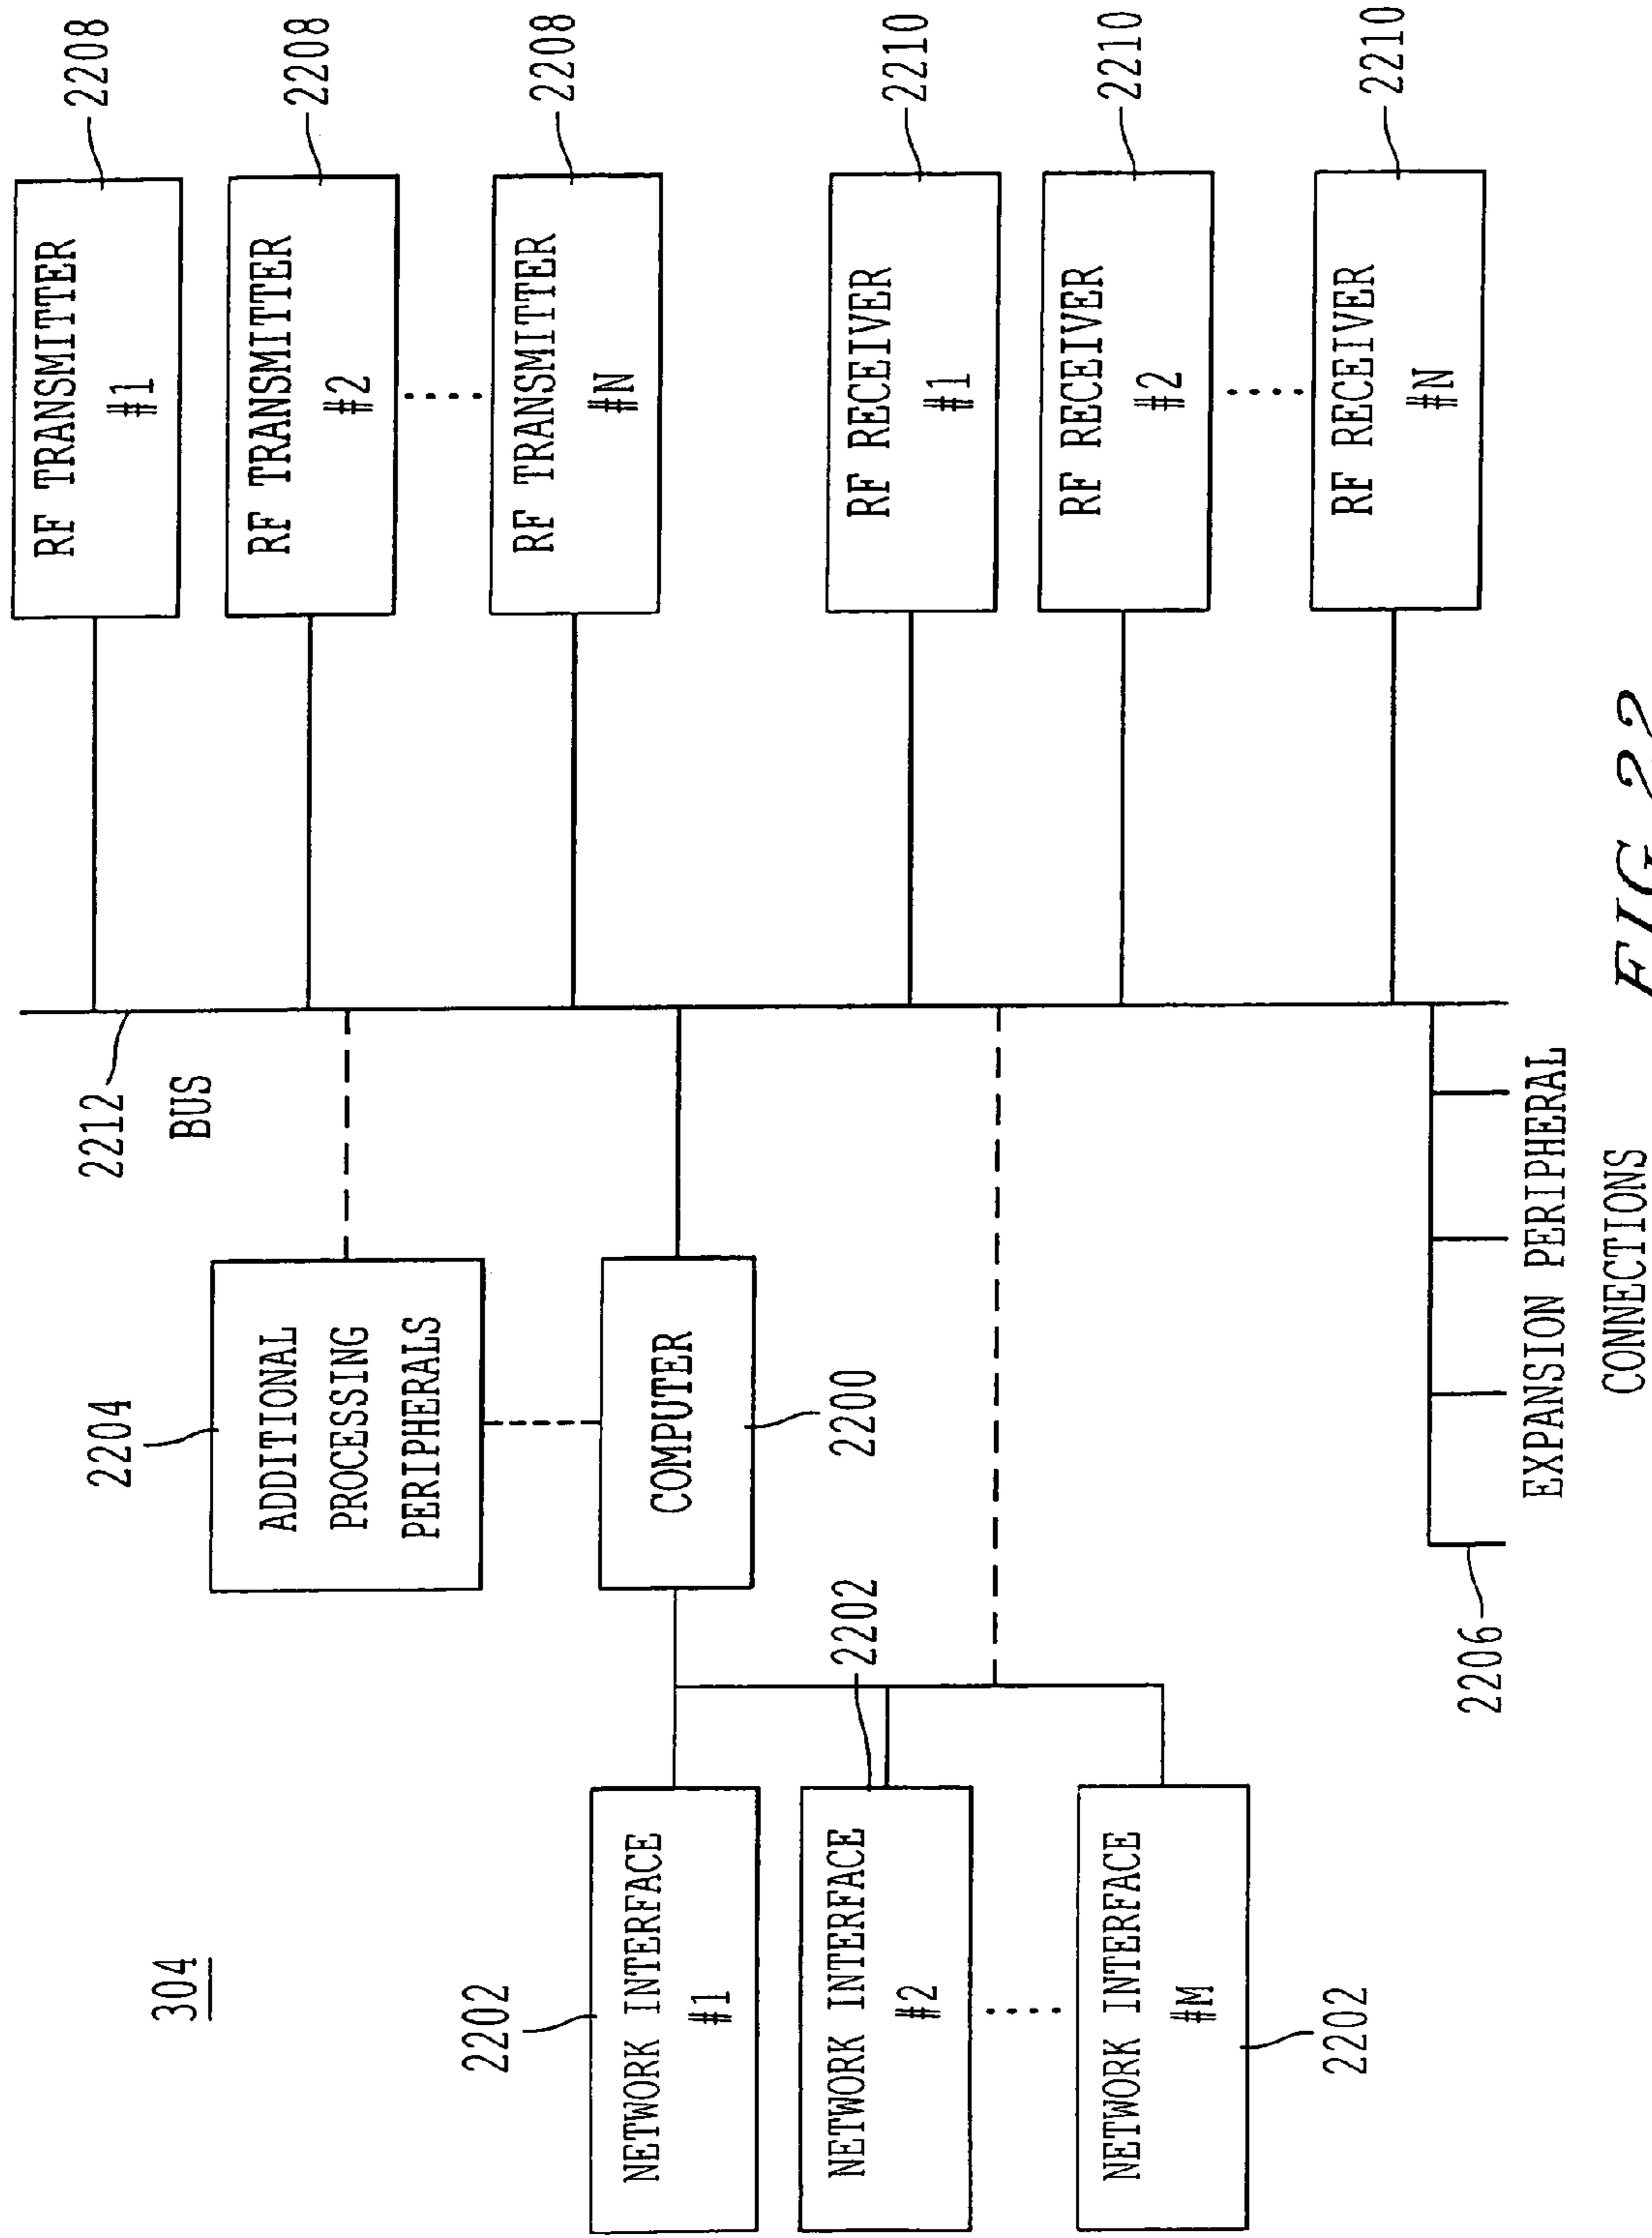 304
2208
RF TRANSMITTER
#1
2208
RF TRANSMITTER
#2
2208
RF TRANSMITTER
#N
2210
RF RECEIVER
#1
2210
RF RECEIVER
#2
2210
RF RECEIVER
#N
2212
BUS
2204
ADDITIONAL
PROCESSING
PERIPHERALS
COMPUTER
2200
2202
NETWORK INTERFACE
#1
2202
NETWORK INTERFACE
#2
NETWORK INTERFACE
#M
2202
2206
EXPANSION PERIPHERAL
CONNECTIONS
FIG. 22